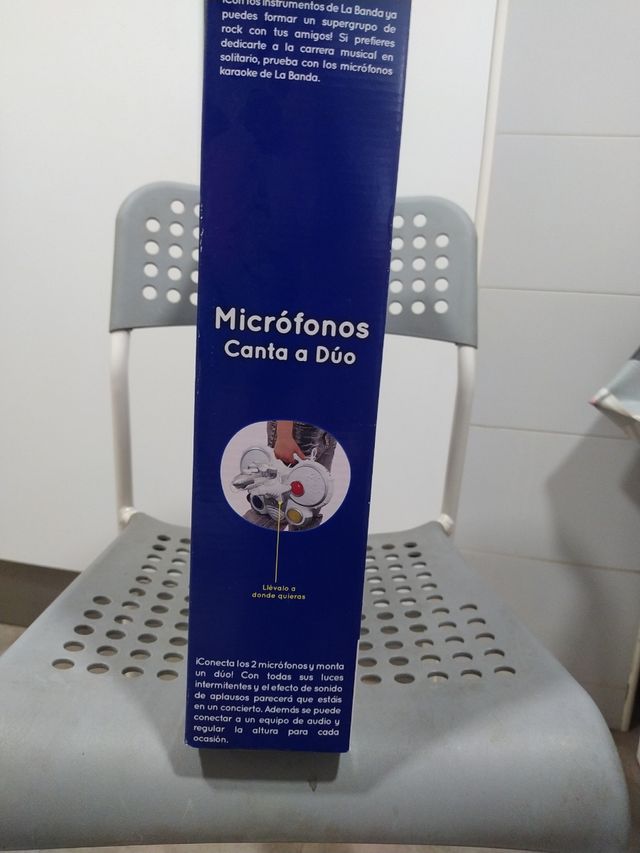 ¡Con los instrumentos de La Banda ya
puedes formar un supergrupo de
rock con tus amigos! Si prefieres
dedicarte a la carrera musical en
solitario, prueba con los micrófonos
karaoke de La Banda.
Micrófonos
Canta a Dúo
Llévalo a
donde quieras
¡Conecta los 2 micrófonos y monta
un dúo! Con todas sus luces
intermitentes y el efecto de sonido
de aplausos parecerá que estáis
en un concierto. Además se puede
conectar a un equipo de audio y
regular la altura para cada
ocasión.